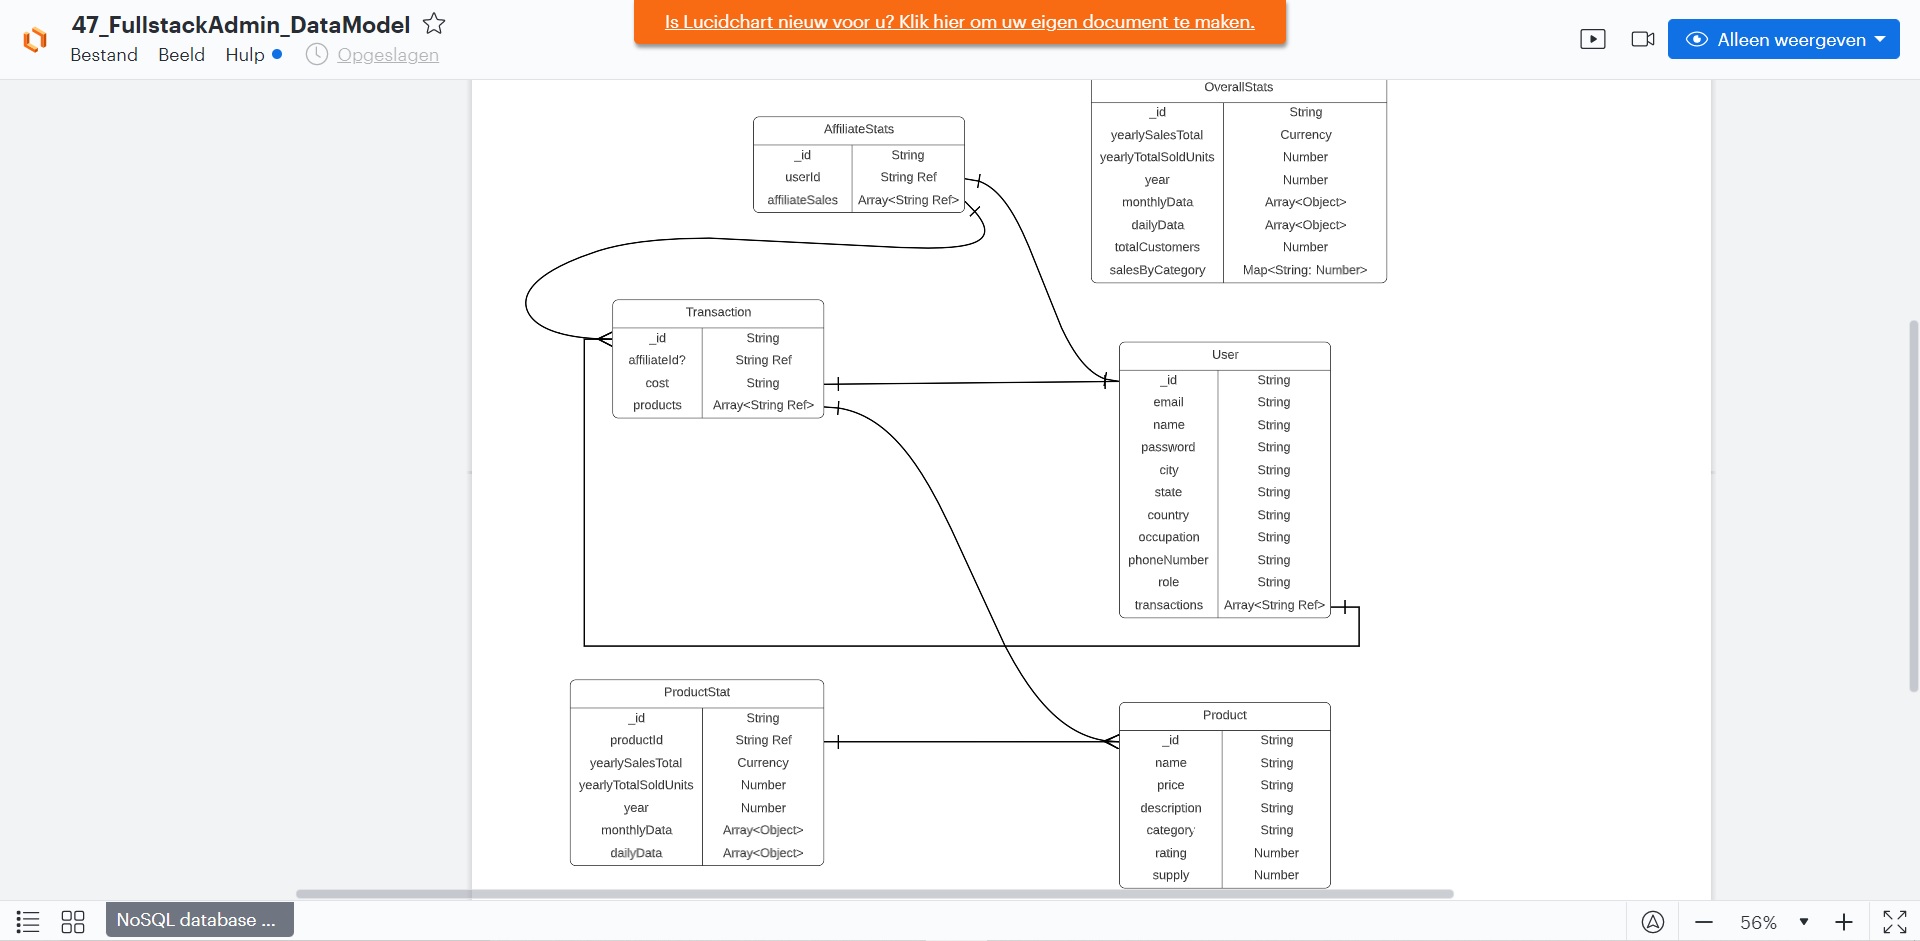 47_FullstackAdmin_DataModel
Is Lucidchart nieuw voor u? Klik hier om uw eigen document te maken.
Bestand Beeld Hulp Opgeslagen
Alleen weergeven
OverallStats
_id String
yearlySalesTotal Currency
yearlyTotalSoldUnits Number
year Number
monthlyData Array<Object>
dailyData Array<Object>
totalCustomers Number
salesByCategory Map<String: Number>
AffiliateStats
_id String
userId String Ref
affiliateSales Array<String Ref>
Transaction
_id String
affiliateId? String Ref
cost String
products Array<String Ref>
User
_id String
email String
name String
password String
city String
state String
country String
occupation String
phoneNumber String
role String
transactions Array<String Ref>
ProductStat
_id String
productId String Ref
yearlySalesTotal Currency
yearlyTotalSoldUnits Number
year Number
monthlyData Array<Object>
dailyData Array<Object>
Product
_id String
name String
price String
description String
category String
rating Number
supply Number
NoSQL database ...
56%